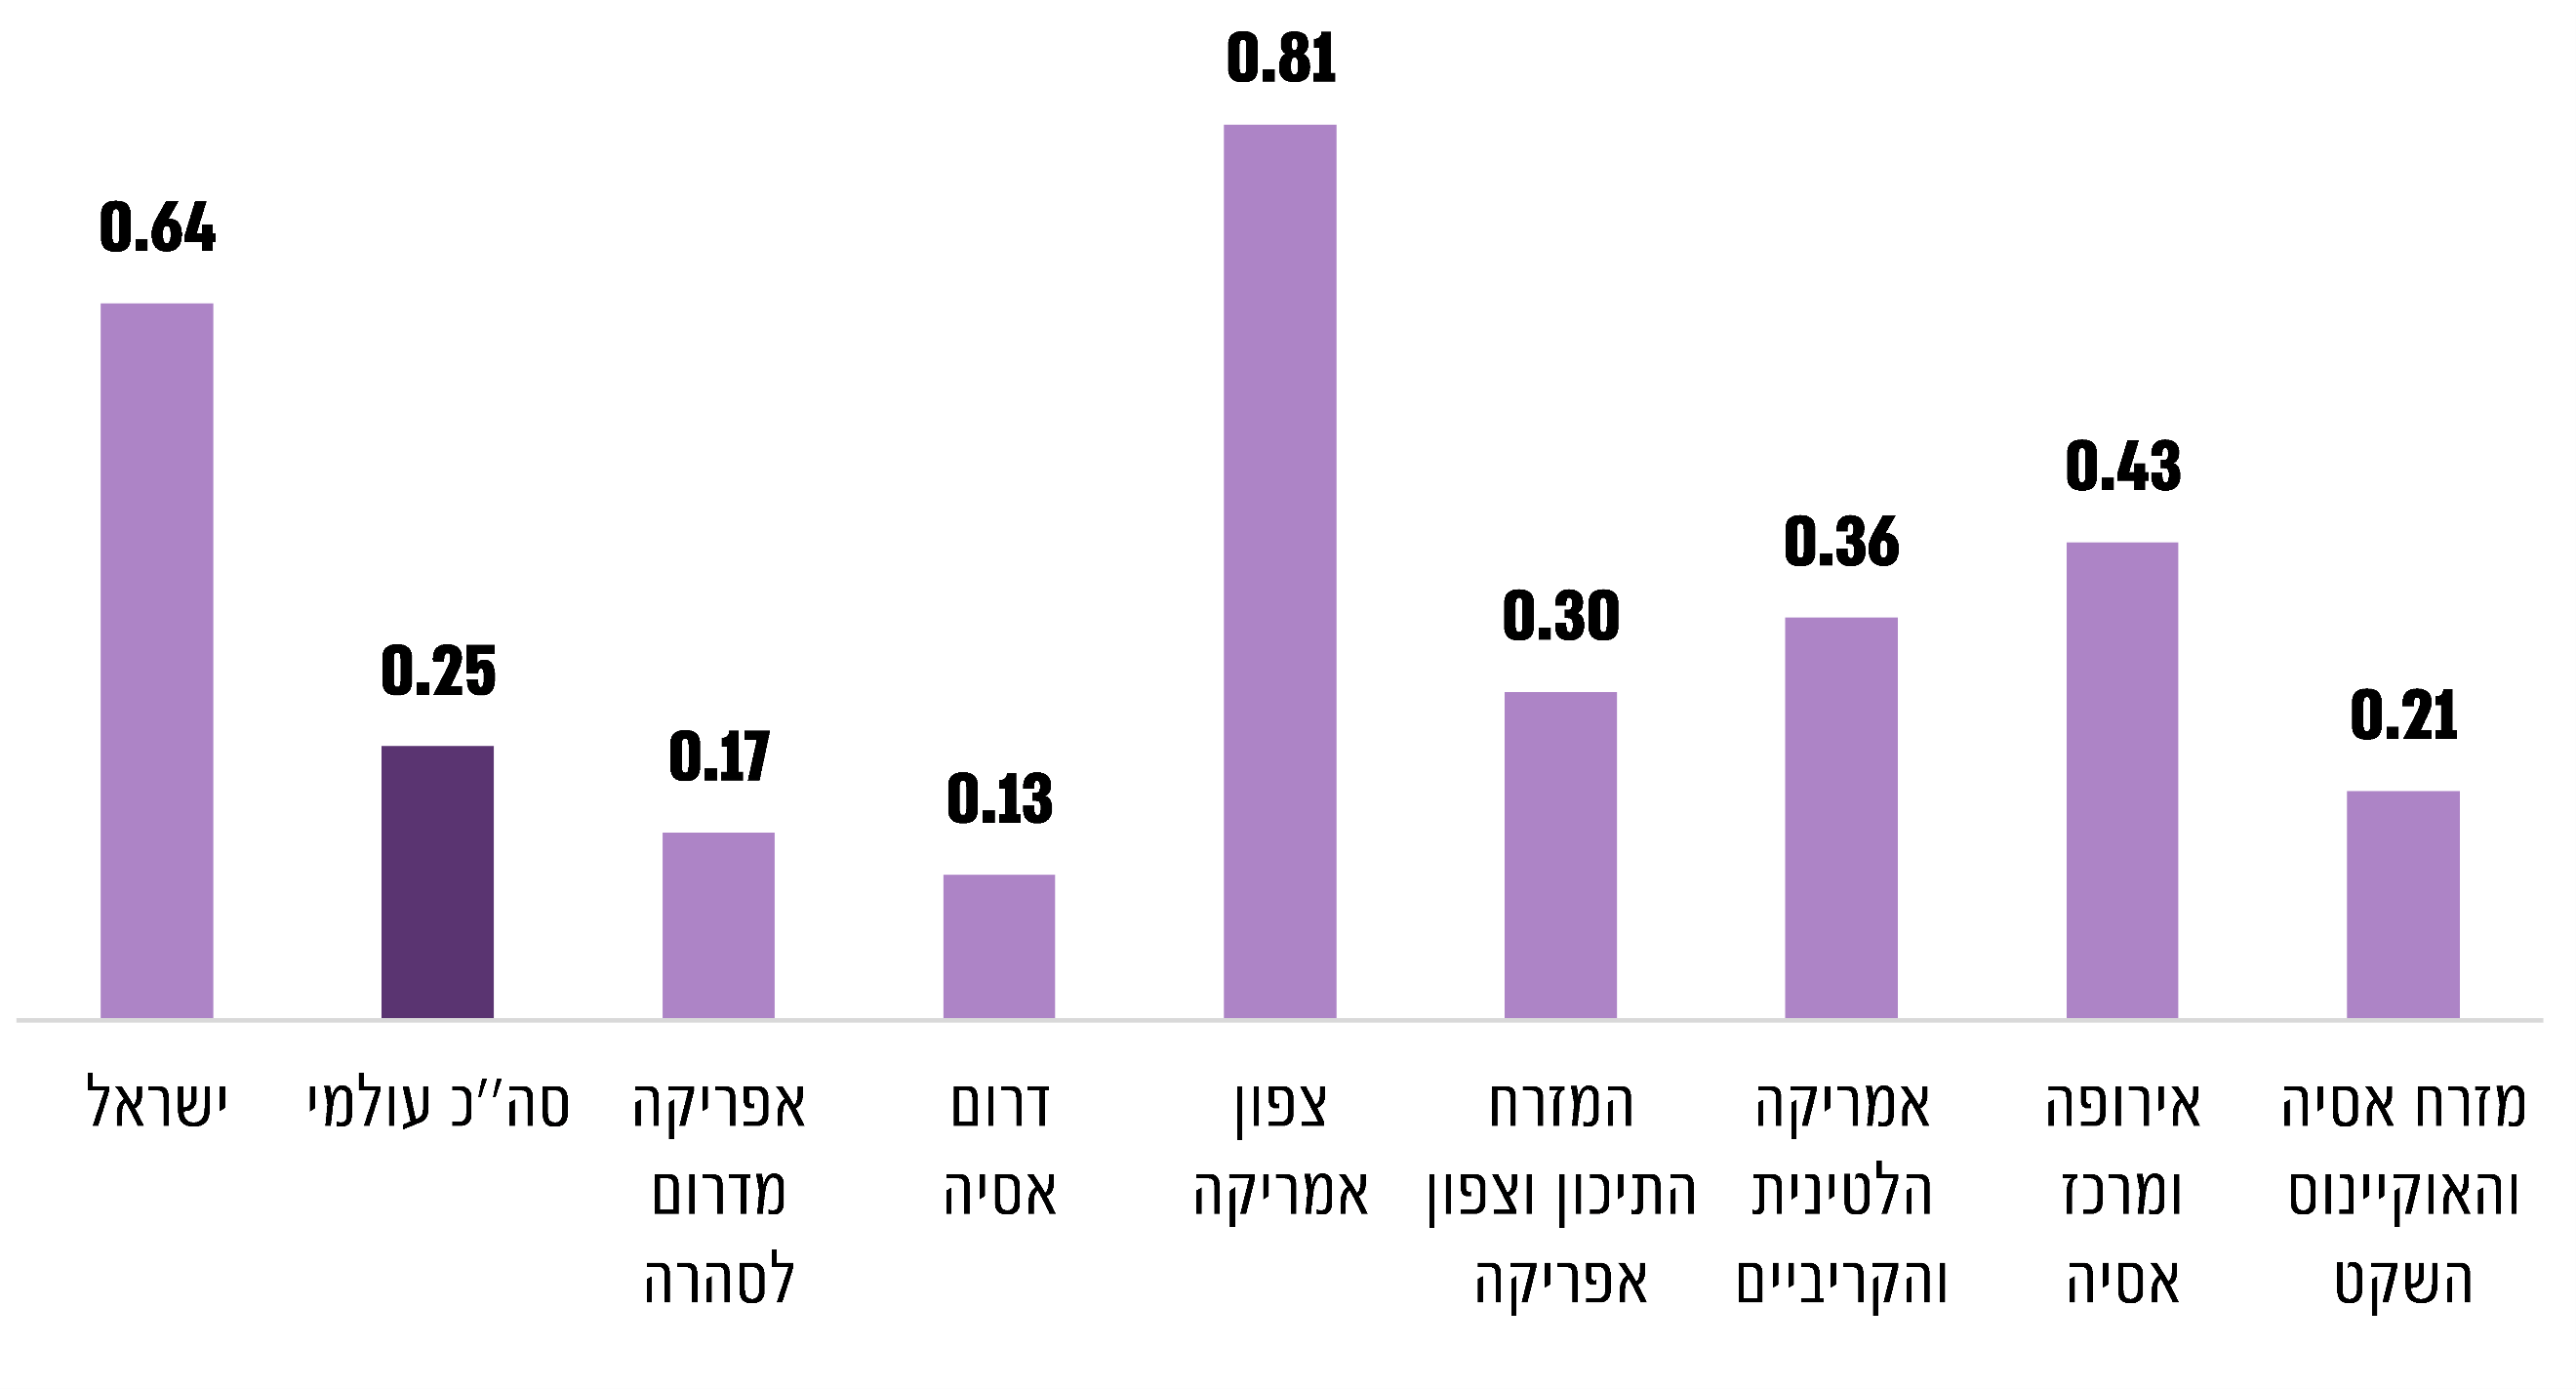 0.64
0.25
0.17
0.13
0.81
0.30
0.36
0.43
0.21
ישראל
סה״כ עולמי
אפריקה
מדרום
לסהרה
דרום
אסיה
צפון
אמריקה
המזרח
התיכון וצפון
אפריקה
אמריקה
הלטינית
והקריביים
אירופה
ומרכז
אסיה
מזרח אסיה
והאוקיינוס
השקט